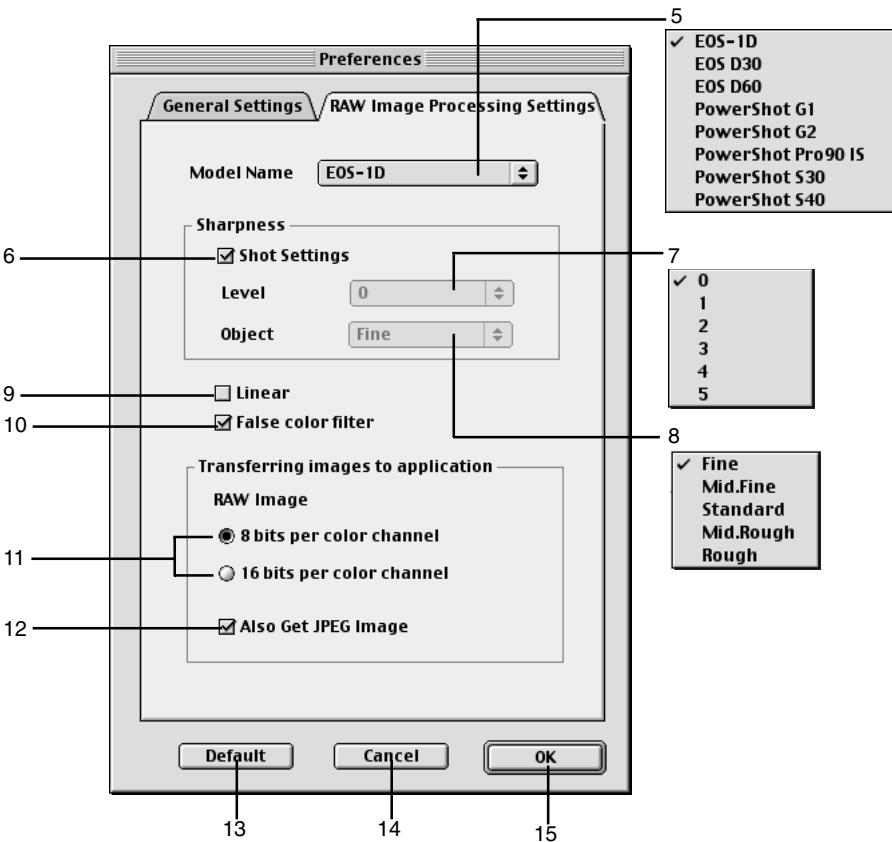 5
Preferences
General Settings
RAW Image Processing Settings
Model Name
EOS-1D
EOS-1D
EOS D30
EOS D60
PowerShot G1
PowerShot G2
PowerShot Pro90 IS
PowerShot S30
PowerShot S40
Sharpness
6
Shot Settings
7
Level
0
Object
Fine
0
1
2
3
4
5
9
Linear
10
False color filter
8
Fine
Mid.Fine
Standard
Mid.Rough
Rough
Transferring images to application
RAW Image
11
8 bits per color channel
16 bits per color channel
12
Also Get JPEG Image
Default
Cancel
OK
13
14
15